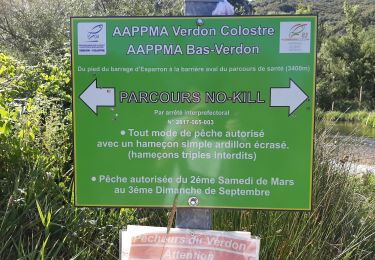 AAPPMA Verdon Colostre
AAPPMA Bas-Verdon
Du pied du barrage d'Esparron à la barrière aval du parcours de santé (3400m)
PARCOURS NO-KILL
Par arrêté interpréfectoral
N° 2017-065-003
• Tout mode de pêche autorisé
avec un hameçon simple ardillon écrasé.
(hameçons triples interdits)
• Pêche autorisée du 2ème Samedi de Mars
au 3ème Dimanche de Septembre
Pêcheurs du Verdon
Attention